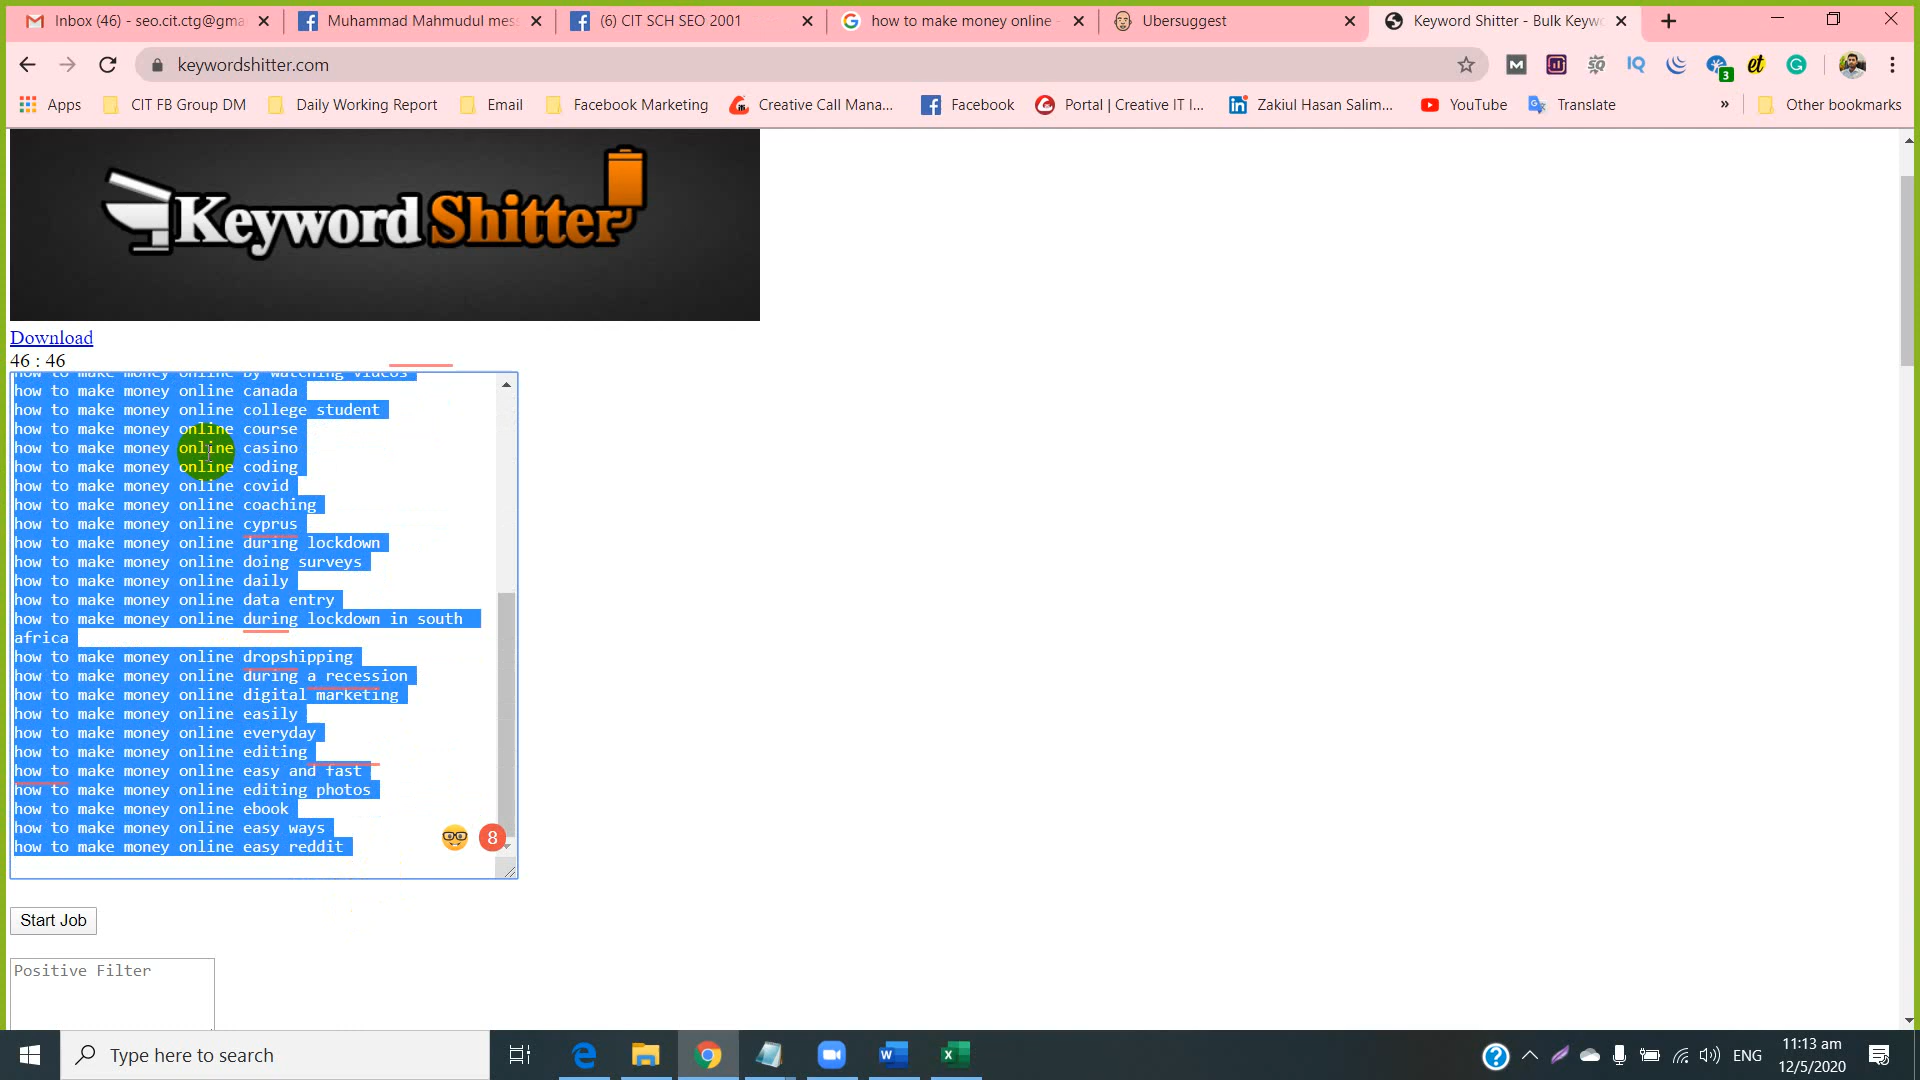 Inbox (46) - seo.cit.ctg@gma
Muhammad Mahmudul mes
(6) CIT SCH SEO 2001
how to make money online -
Ubersuggest
Keyword Shitter - Bulk Keywo
keywordshitter.com
3
Apps
CIT FB Group DM
Daily Working Report
Email
Facebook Marketing
Creative Call Mana...
Facebook
Portal | Creative IT I...
Zakiul Hasan Salim...
YouTube
Translate
»
Other bookmarks
Keyword Shitter
Download
46 : 46
how to make money online by watching videos
how to make money online canada
how to make money online college student
how to make money online course
how to make money online casino
how to make money online coding
how to make money online covid
how to make money online coaching
how to make money online cyprus
how to make money online during lockdown
how to make money online doing surveys
how to make money online daily
how to make money online data entry
how to make money online during lockdown in south
africa
how to make money online dropshipping
how to make money online during a recession
how to make money online digital marketing
how to make money online easily
how to make money online everyday
how to make money online editing
how to make money online easy and fast
how to make money online editing photos
how to make money online ebook
how to make money online easy ways
how to make money online easy reddit
8
Start Job
Positive Filter
Type here to search
ENG
11:13 am
12/5/2020